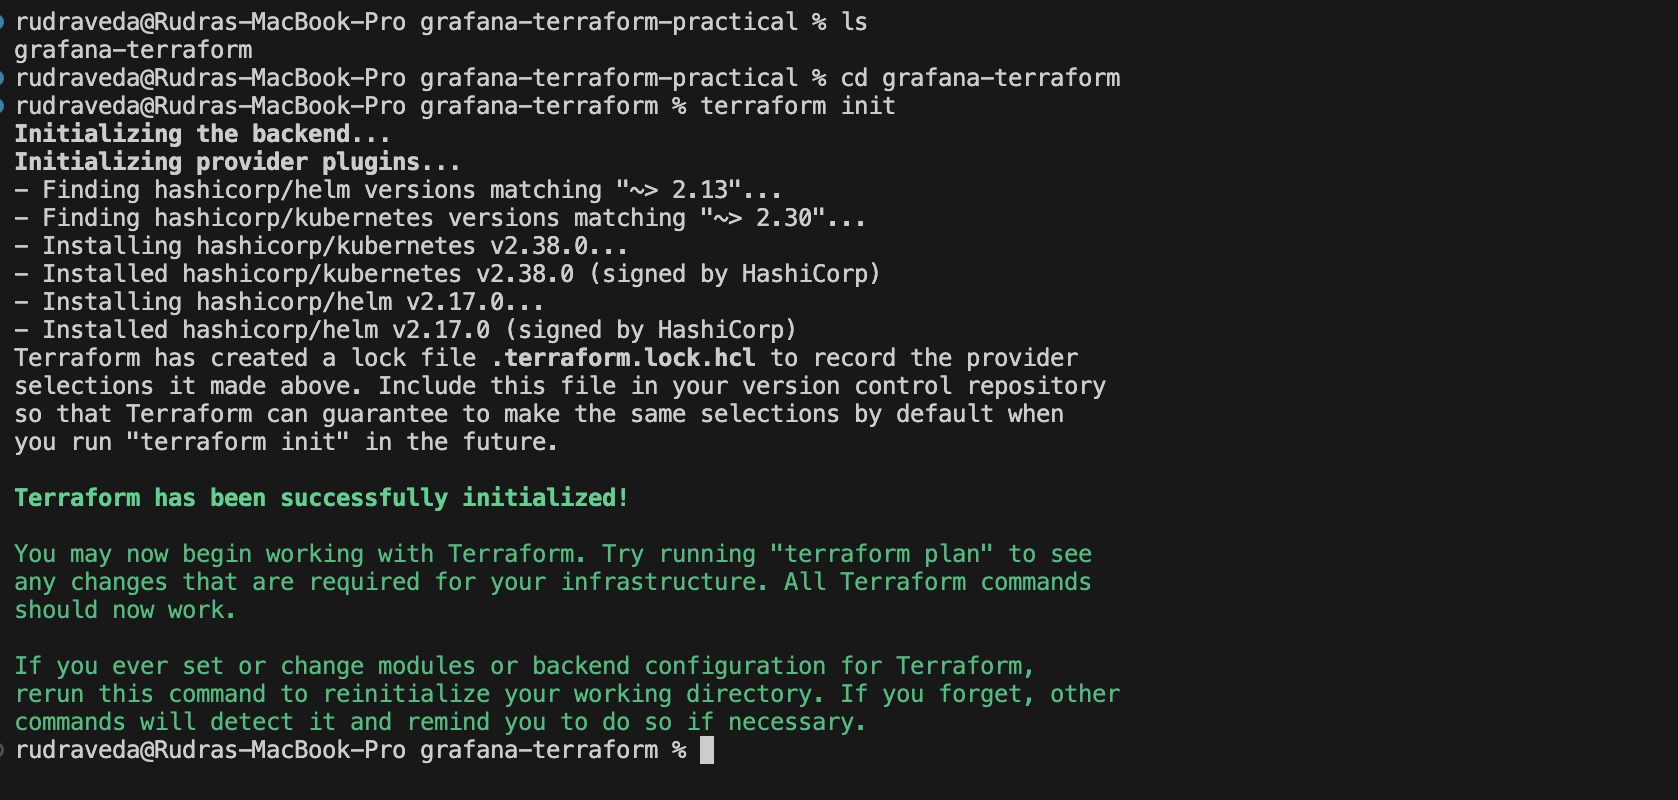 rudraveda@Rudras-MacBook-Pro grafana-terraform-practical % ls
grafana-terraform
rudraveda@Rudras-MacBook-Pro grafana-terraform-practical % cd grafana-terraform
rudraveda@Rudras-MacBook-Pro grafana-terraform % terraform init
Initializing the backend...
Initializing provider plugins...
- Finding hashicorp/helm versions matching "~> 2.13"...
- Finding hashicorp/kubernetes versions matching "~> 2.30"...
- Installing hashicorp/kubernetes v2.38.0...
- Installed hashicorp/kubernetes v2.38.0 (signed by HashiCorp)
- Installing hashicorp/helm v2.17.0...
- Installed hashicorp/helm v2.17.0 (signed by HashiCorp)
Terraform has created a lock file .terraform.lock.hcl to record the provider
selections it made above. Include this file in your version control repository
so that Terraform can guarantee to make the same selections by default when
you run "terraform init" in the future.

Terraform has been successfully initialized!

You may now begin working with Terraform. Try running "terraform plan" to see
any changes that are required for your infrastructure. All Terraform commands
should now work.

If you ever set or change modules or backend configuration for Terraform,
rerun this command to reinitialize your working directory. If you forget, other
commands will detect it and remind you to do so if necessary.
rudraveda@Rudras-MacBook-Pro grafana-terraform %